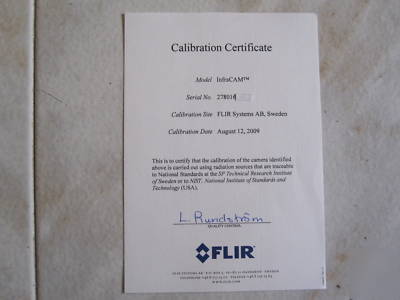 Calibration Certificate
Model InfraCAM™
Serial No. 278016
Calibration Site FLIR Systems AB, Sweden
Calibration Date August 12, 2009
This is to certify that the calibration of the camera identified
above is carried out using radiation sources that are traceable
to National Standards at the SP Technical Research Institute
of Sweden or to NIST, National Institute of Standards and
Technology (USA).
L. Rundström
QUALITY CONTROL
FLIR